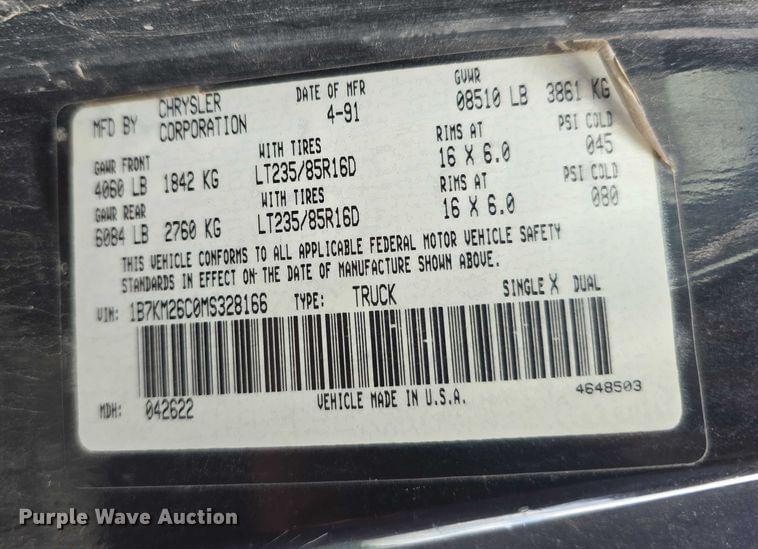 MFD BY CHRYSLER CORPORATION DATE OF MFR 4-91 GVWR 08510 LB 3861 KG
GAWR FRONT WITH TIRES RIMS AT PSI COLD
4060 LB 1842 KG LT235/85R16D 16 X 6.0 045
GAWR REAR WITH TIRES RIMS AT PSI COLD
6084 LB 2760 KG LT235/85R16D 16 X 6.0 080
THIS VEHICLE CONFORMS TO ALL APPLICABLE FEDERAL MOTOR VEHICLE SAFETY
STANDARDS IN EFFECT ON THE DATE OF MANUFACTURE SHOWN ABOVE.
VIN: 1B7KM26C0MS328166 TYPE: TRUCK SINGLE X DUAL
MDH: 042622 VEHICLE MADE IN U.S.A. 4648503
Purple Wave Auction